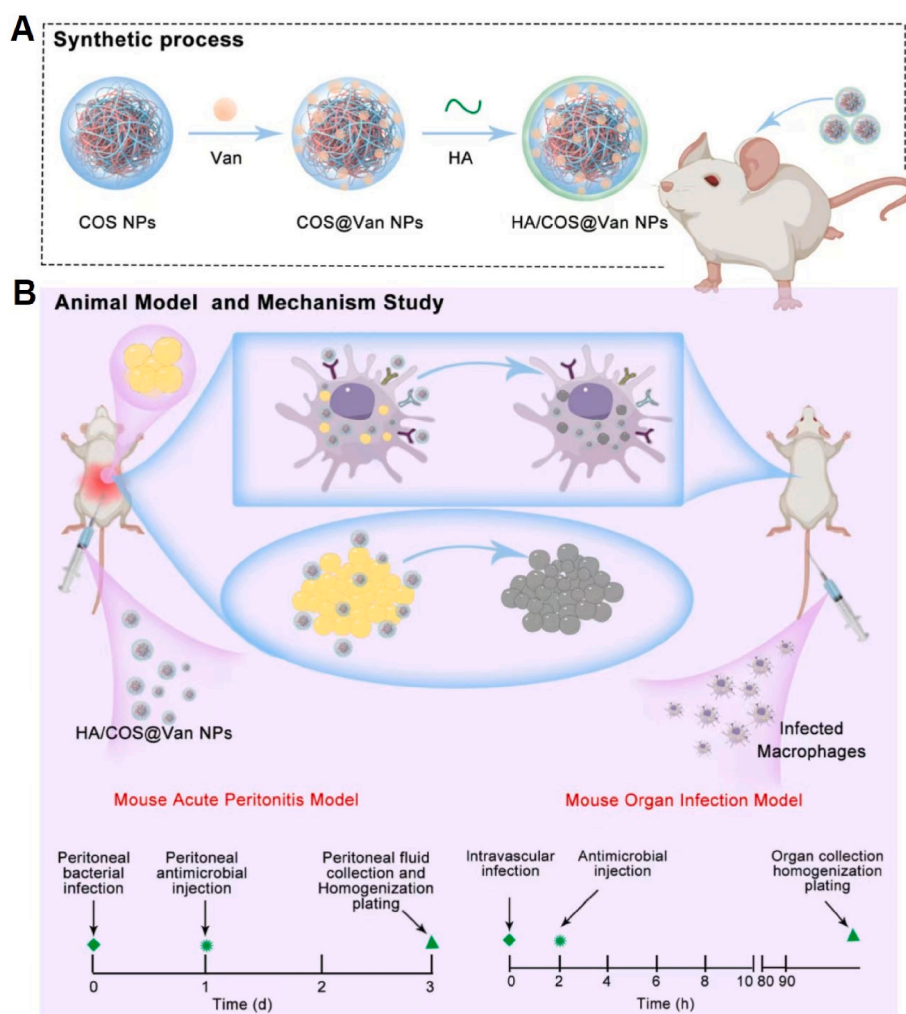 A
Synthetic process
Van
HA
COS NPs
COS@Van NPs
HA/COS@Van NPs
B
Animal Model and Mechanism Study
HA/COS@Van NPs
Infected
Macrophages
Mouse Acute Peritonitis Model
Peritoneal
bacterial
infection
Peritoneal
antimicrobial
injection
Peritoneal fluid
collection and
Homogenization
plating
0
1
2
3
Time (d)
Mouse Organ Infection Model
Intravascular
infection
Antimicrobial
injection
Organ collection
homogenization
plating
0
2
4
6
8
10
80
90
Time (h)